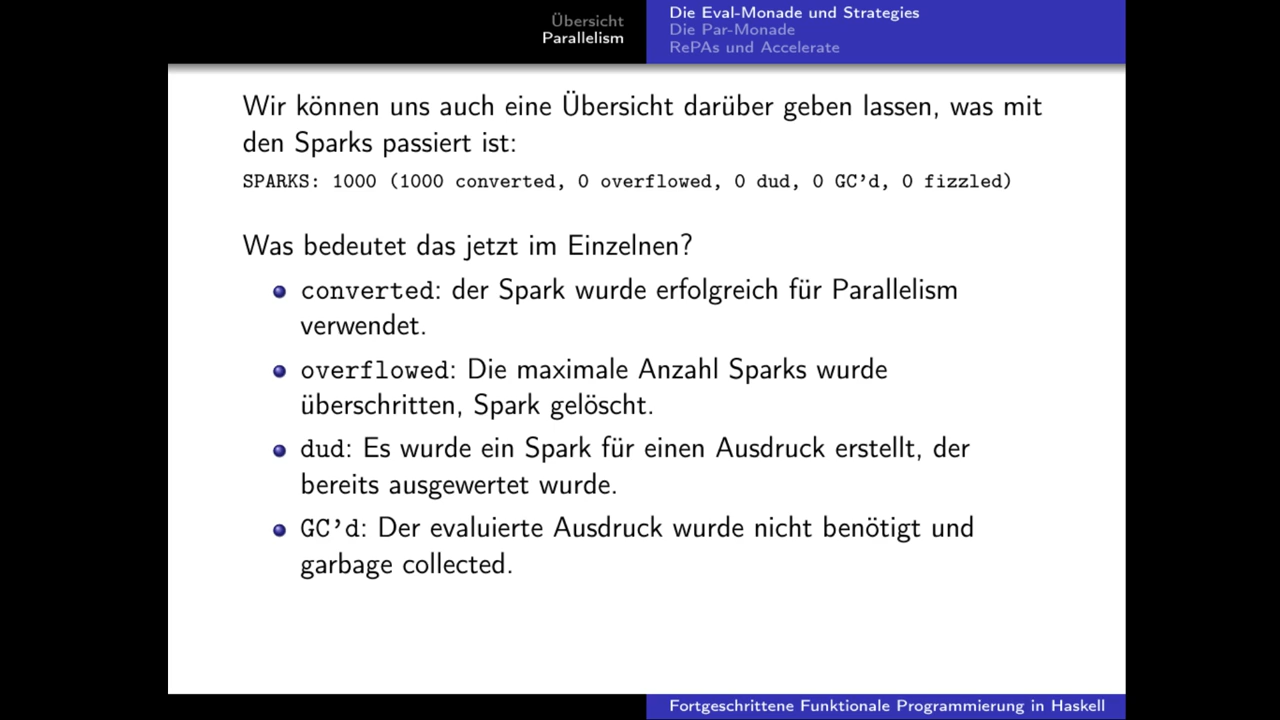 Übersicht
Parallelism
Die Eval-Monade und Strategies
Die Par-Monade
RePAs und Accelerate
Wir können uns auch eine Übersicht darüber geben lassen, was mit
den Sparks passiert ist:
SPARKS: 1000 (1000 converted, 0 overflowed, 0 dud, 0 GC’d, 0 fizzled)
Was bedeutet das jetzt im Einzelnen?
converted: der Spark wurde erfolgreich für Parallelism
verwendet.
overflowed: Die maximale Anzahl Sparks wurde
überschritten, Spark gelöscht.
dud: Es wurde ein Spark für einen Ausdruck erstellt, der
bereits ausgewertet wurde.
GC’d: Der evaluierte Ausdruck wurde nicht benötigt und
garbage collected.
Fortgeschrittene Funktionale Programmierung in Haskell